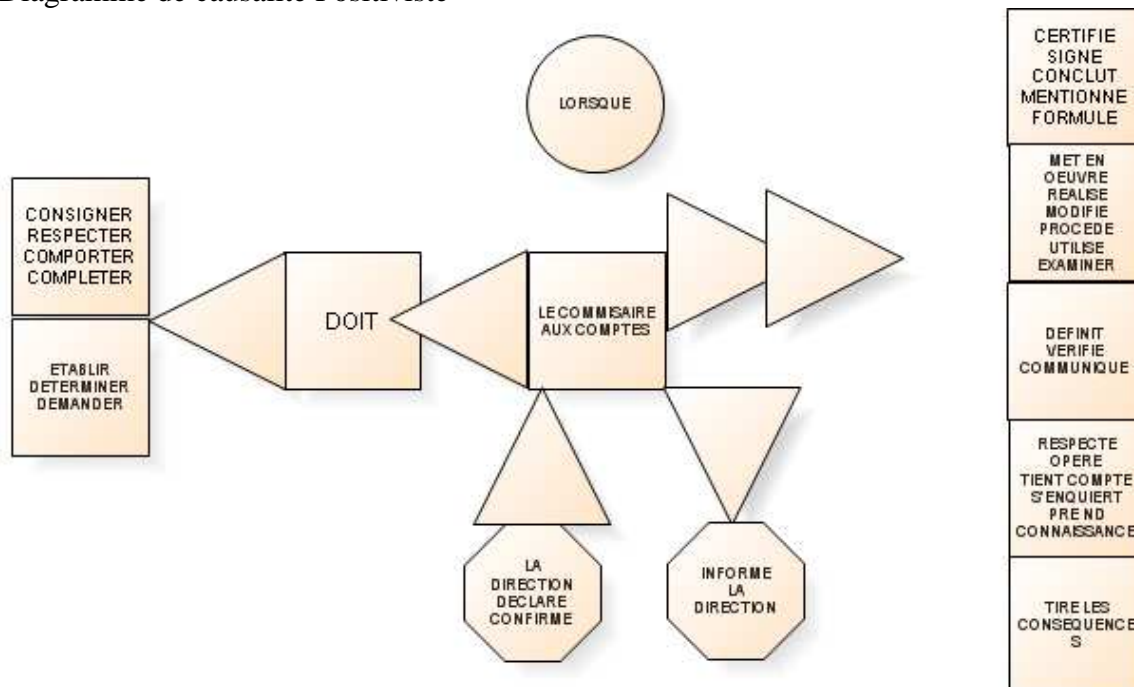 Diagramme de causalité Positiviste
LORSQUE
CONSIGNER
RESPECTER
COMPORTER
COMPLETER
ETABLIR
DETERMINER
DEMANDER
DOIT
LE COMMISAIRE
AUX COMPTES
LA
DIRECTION
DECLARE
CONFIRME
INFORME
LA
DIRECTION
CERTIFIE
SIGNE
CONCLUT
MENTIONNE
FORMULE
MET EN
OEUVRE
REALISE
MODIFIE
PROCEDE
UTILISE
EXAMINER
DEFINIT
VERIFIE
COMMUNIQUE
RESPECTE
OPERE
TIENT COMPTE
S'ENQUIERT
PREND
CONNAISSANCE
TIRE LES
CONSEQUENCE
S